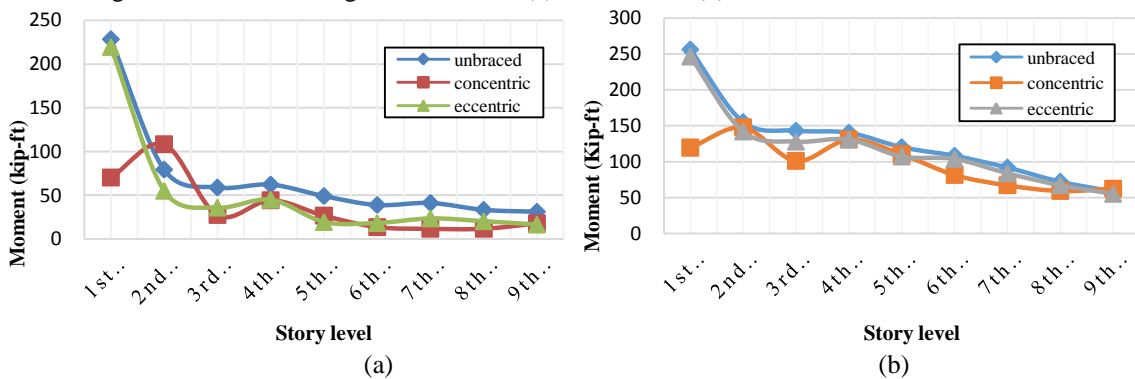 250
200
150
100
50
0
Moment (kip-ft)
unbraced
concentric
eccentric
1st..
2nd..
3rd..
4th..
5th..
6th..
7th..
8th..
9th..
Story level
(a)
300
250
200
150
100
50
0
Moment (Kip-ft)
unbraced
concentric
eccentric
1st..
2nd..
3rd..
4th..
5th..
6th..
7th..
8th..
9th..
Story level
(b)